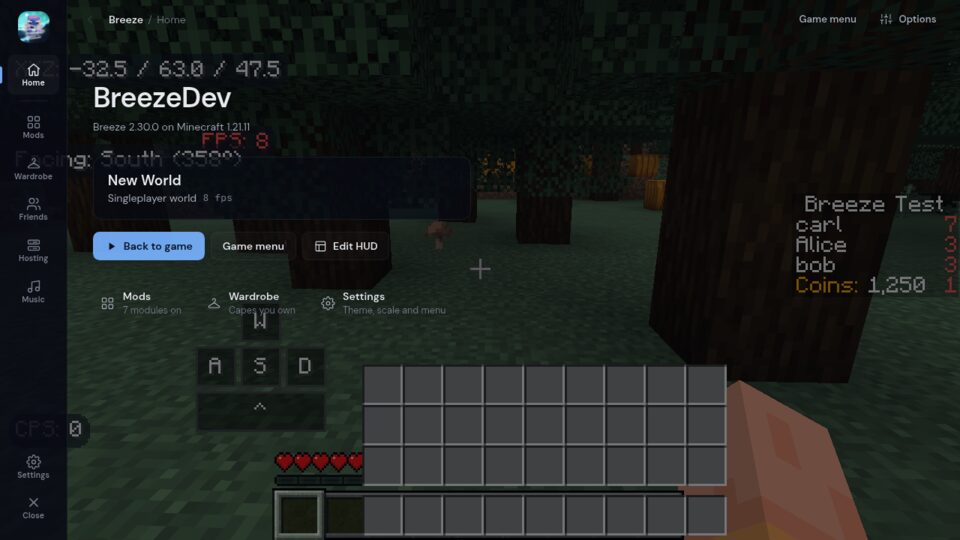 Breeze / Home
Game menu
Options
XYZ: -32.5 / 63.0 / 47.5
Home
BreezeDev
Breeze 2.30.0 on Minecraft 1.21.11
Mods
FPS: 8
Facing: South (358°)
Wardrobe
New World
Singleplayer world 8 fps
Friends
Back to game
Game menu
Edit HUD
Hosting
Music
Mods
7 modules on
Wardrobe
Capes you own
Settings
Theme, scale and menu
Breeze Test
carl 7
Alice 3
bob 3
Coins: 1,250 1
W
A S D
^
CPS: 0
Settings
Close